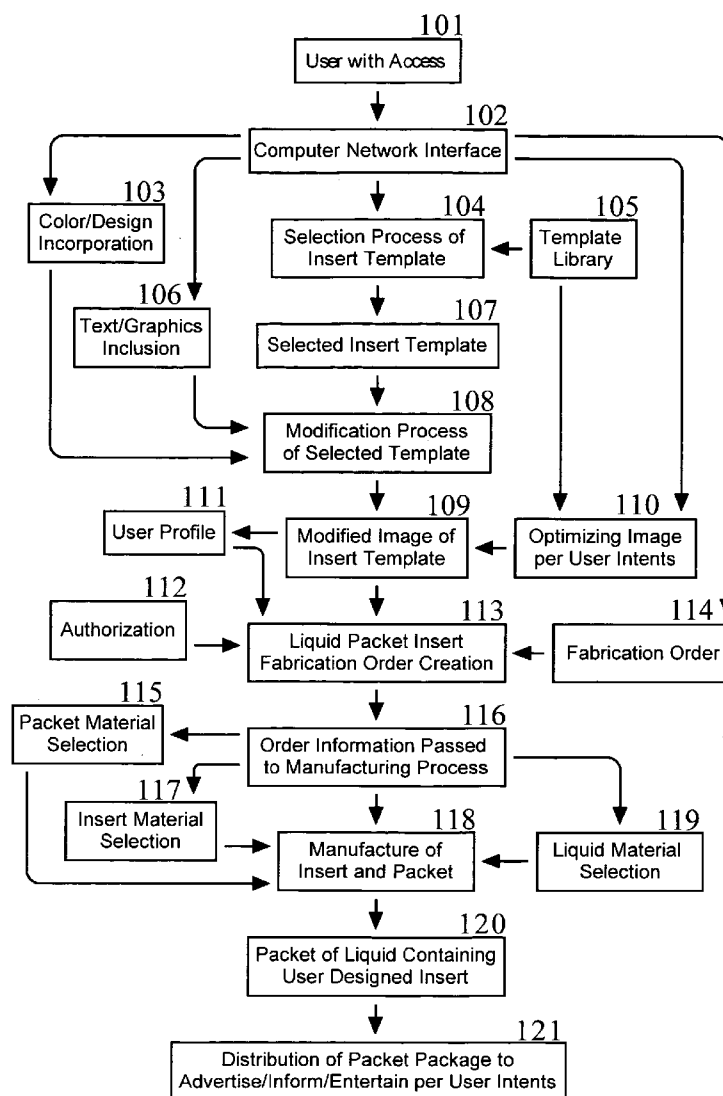 101
User with Access
102
Computer Network Interface
103
Color/Design
Incorporation
104
Selection Process of
Insert Template
105
Template
Library
106
Text/Graphics
Inclusion
107
Selected Insert Template
108
Modification Process
of Selected Template
111
User Profile
109
Modified Image of
Insert Template
110
Optimizing Image
per User Intents
112
Authorization
113
Liquid Packet Insert
Fabrication Order Creation
114
Fabrication Order
115
Packet Material
Selection
116
Order Information Passed
to Manufacturing Process
117
Insert Material
Selection
118
Manufacture of
Insert and Packet
119
Liquid Material
Selection
120
Packet of Liquid Containing
User Designed Insert
121
Distribution of Packet Package to
Advertise/Inform/Entertain per User Intents